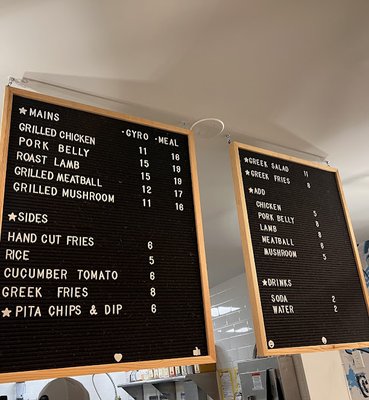 ★MAINS
-GYRO -MEAL
GRILLED CHICKEN 11 16
PORK BELLY 15 19
ROAST LAMB 15 19
GRILLED MEATBALL 12 17
GRILLED MUSHROOM 11 16
★SIDES
HAND CUT FRIES 6
RICE 5
CUCUMBER TOMATO 6
GREEK FRIES 8
★PITA CHIPS & DIP 6
★GREEK SALAD 11
★GREEK FRIES 8
★ADD
CHICKEN 5
PORK BELLY 8
LAMB 8
MEATBALL 6
MUSHROOM 5
★DRINKS
SODA 2
WATER 2